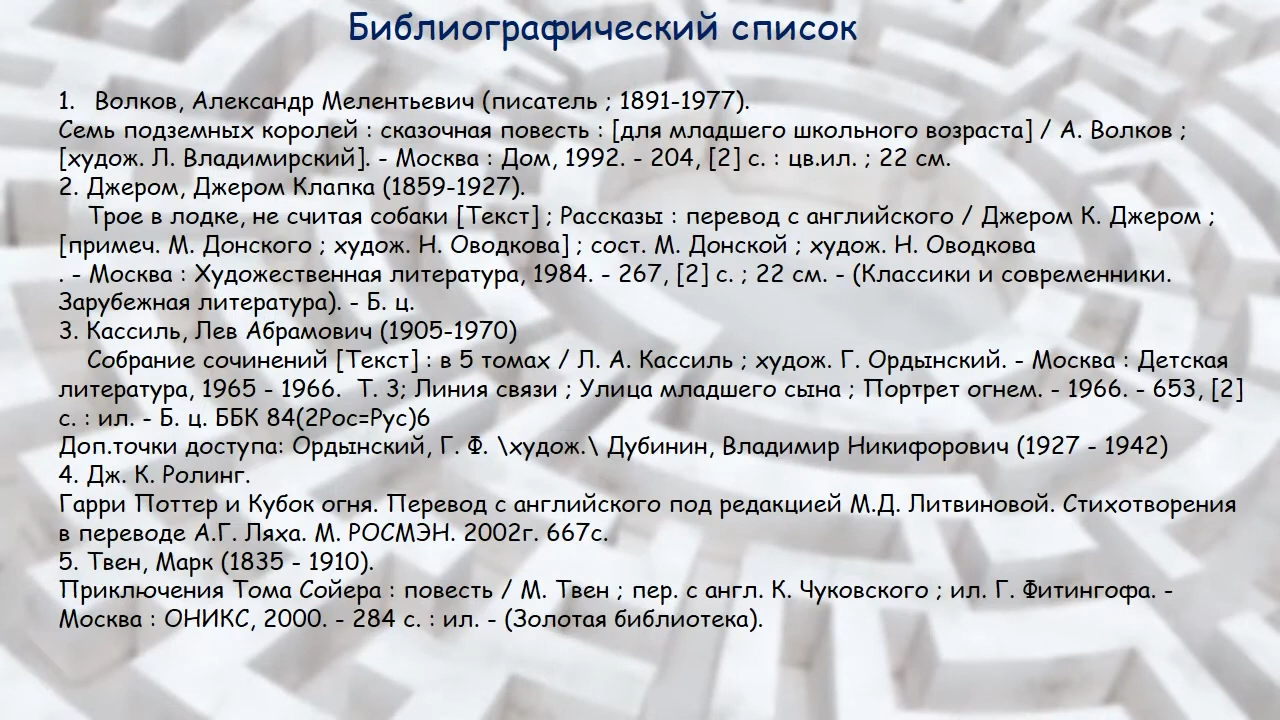 Библиографический список
1. Волков, Александр Мелентьевич (писатель ; 1891-1977).
Семь подземных королей : сказочная повесть : [для младшего школьного возраста] / А. Волков ;
[худож. Л. Владимирский]. - Москва : Дом, 1992. - 204, [2] с. : цв.ил. ; 22 см.
2. Джером, Джером Клапка (1859-1927).
Трое в лодке, не считая собаки [Текст] ; Рассказы : перевод с английского / Джером К. Джером ;
[примеч. М. Донского ; худож. Н. Оводкова] ; сост. М. Донской ; худож. Н. Оводкова
. - Москва : Художественная литература, 1984. - 267, [2] с. ; 22 см. - (Классики и современники.
Зарубежная литература). - Б. ц.
3. Кассиль, Лев Абрамович (1905-1970)
Собрание сочинений [Текст] : в 5 томах / Л. А. Кассиль ; худож. Г. Ордынский. - Москва : Детская
литература, 1965 - 1966. Т. 3; Линия связи ; Улица младшего сына ; Портрет огнем. - 1966. - 653, [2]
с. : ил. - Б. ц. ББК 84(2Рос=Рус)6
Доп.точки доступа: Ордынский, Г. Ф. \худож.\ Дубинин, Владимир Никифорович (1927 - 1942)
4. Дж. К. Ролинг.
Гарри Поттер и Кубок огня. Перевод с английского под редакцией М.Д. Литвиновой. Стихотворения
в переводе А.Г. Ляха. М. РОСМЭН. 2002г. 667с.
5. Твен, Марк (1835 - 1910).
Приключения Тома Сойера : повесть / М. Твен ; пер. с англ. К. Чуковского ; ил. Г. Фитингофа. -
Москва : ОНИКС, 2000. - 284 с. : ил. - (Золотая библиотека).